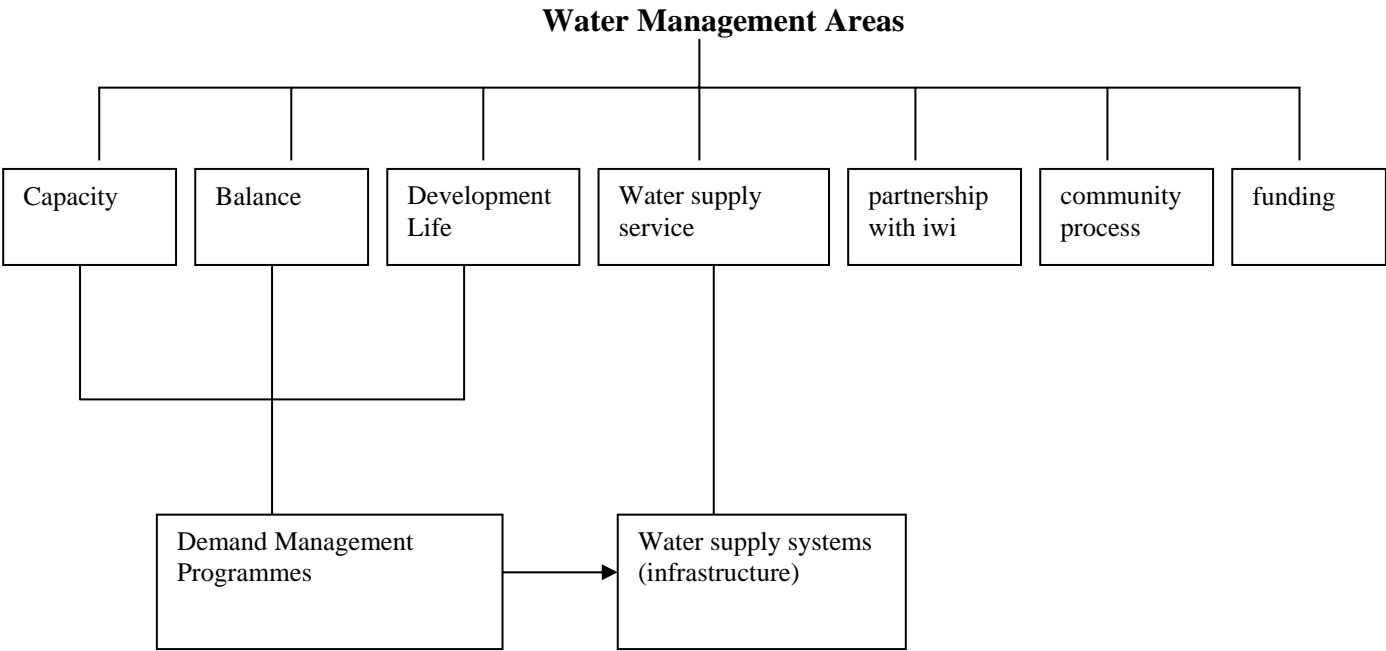 Water Management Areas
Capacity
Balance
Development
Life
Water supply
service
partnership
with iwi
community
process
funding
Demand Management
Programmes
Water supply systems
(infrastructure)